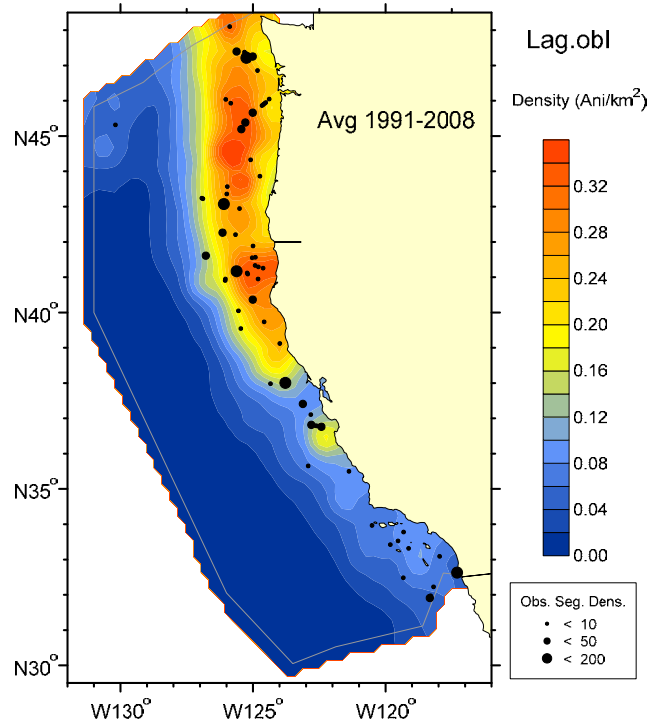 Lag.obl
Density (Ani/km²)
Avg 1991-2008
N45°
N40°
N35°
N30°
W130°
W125°
W120°
0.32
0.28
0.24
0.20
0.16
0.12
0.08
0.04
0.00
Obs. Seg. Dens.
< 10
< 50
< 200